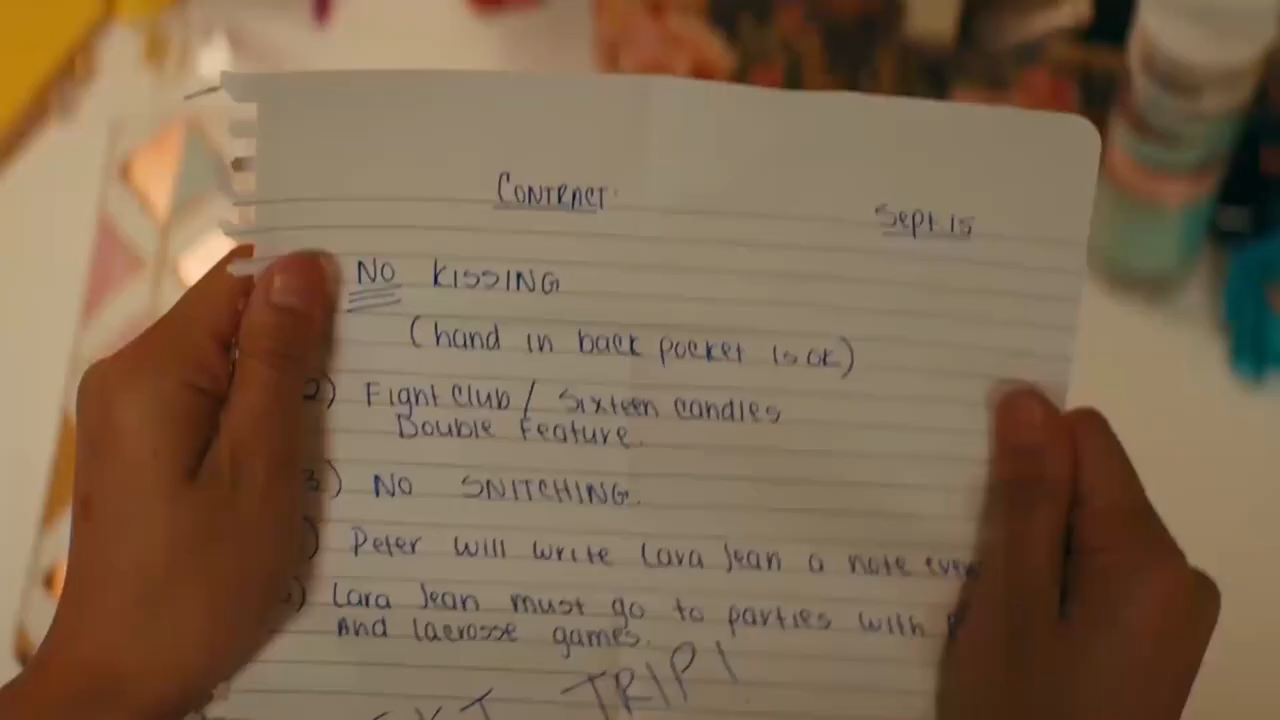 CONTRACT
Sept. 15
NO KISSING
(hand in back pocket is ok)
2) Fight Club / Sixteen candles
Double Feature.
3) NO SNITCHING.
) Peter will write Lara Jean a note
) Lara Jean must go to parties with
And lacrosse games.
TRIP!